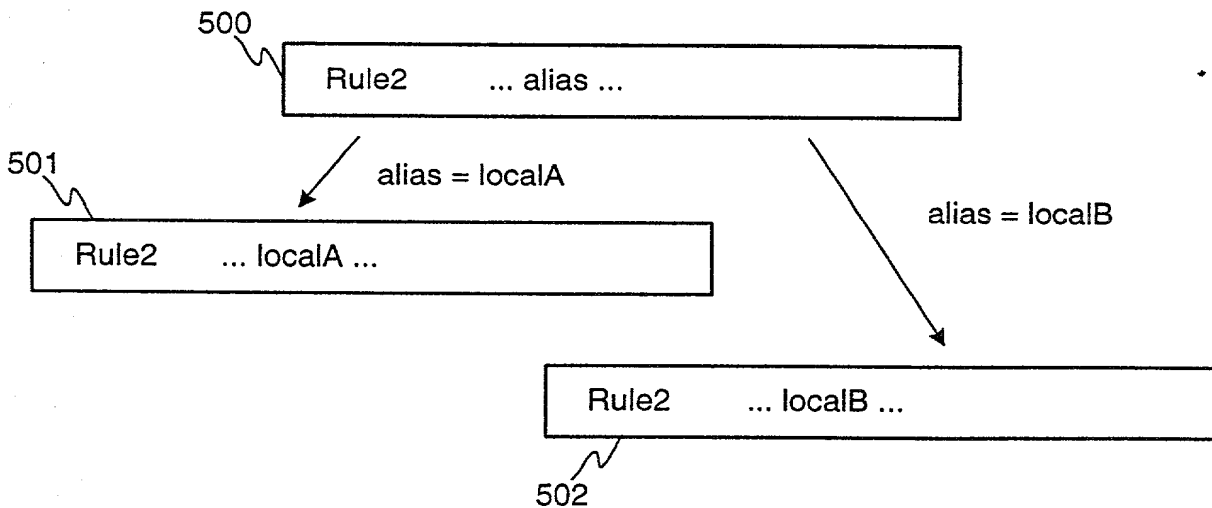 500
Rule2 ... alias ...
501
alias = localA
alias = localB
Rule2 ... localA ...
Rule2 ... localB ...
502